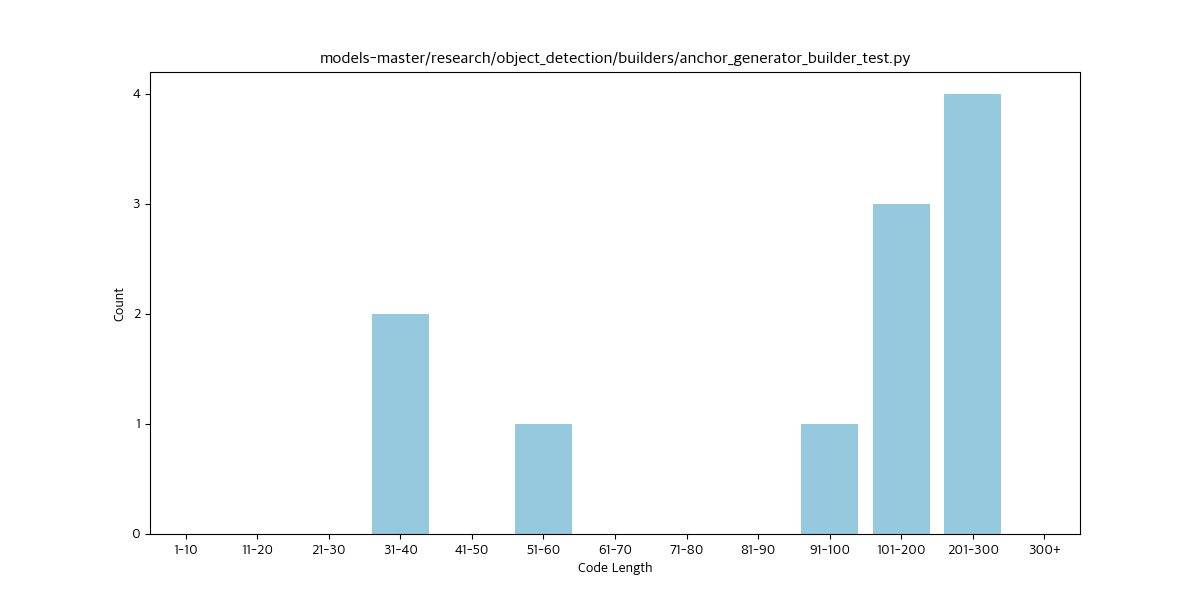 models-master/research/object_detection/builders/anchor_generator_builder_test.py
4
3
2
1
0
Count
1-10 11-20 21-30 31-40 41-50 51-60 61-70 71-80 81-90 91-100 101-200 201-300 300+
Code Length